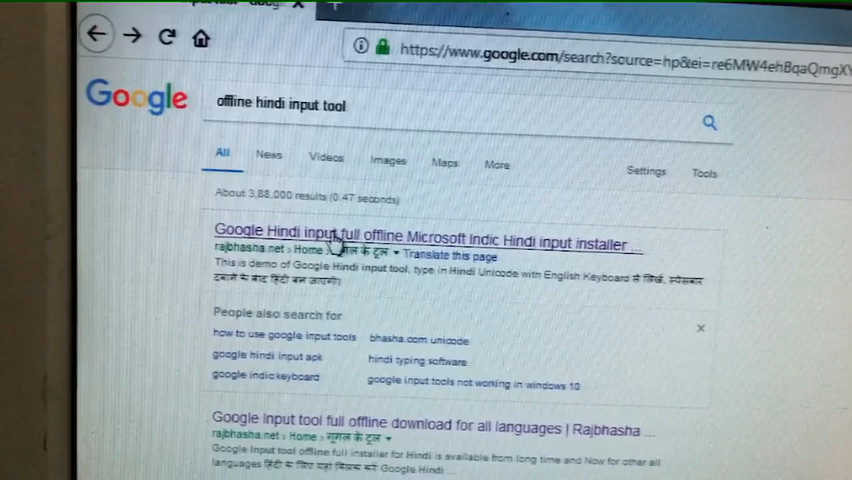 https://www.google.com/search?source=hp&ei=re6MW4ehBqaQmgXY
Google
offline hindi input tool
All News Videos Images Maps More Settings Tools
About 3,88,000 results (0.47 seconds)
Google Hindi input full offline Microsoft Indic Hindi input installer ...
rajbhasha.net › Home › गूगल के टूल ▾ Translate this page
This is demo of Google Hindi input tool, type in Hindi Unicode with English Keyboard से लिखें, स्पेसबार
दबाने के बाद हिंदी बन जाएगी)
People also search for
how to use google input tools bhasha.com unicode
google hindi input apk hindi typing software
google indic keyboard google input tools not working in windows 10
Google Input tool full offline download for all languages | Rajbhasha ...
rajbhasha.net › Home › गूगल के टूल ▾
Google Input tool offline full installer for Hindi is available from long time and Now for other all
languages हिंदी के लिए यहां क्लिक करें Google Hindi ...